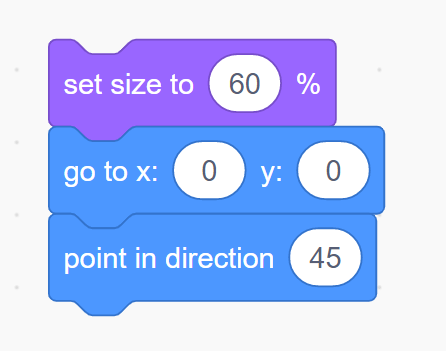 set size to 60 %
go to x: 0 y: 0
point in direction 45